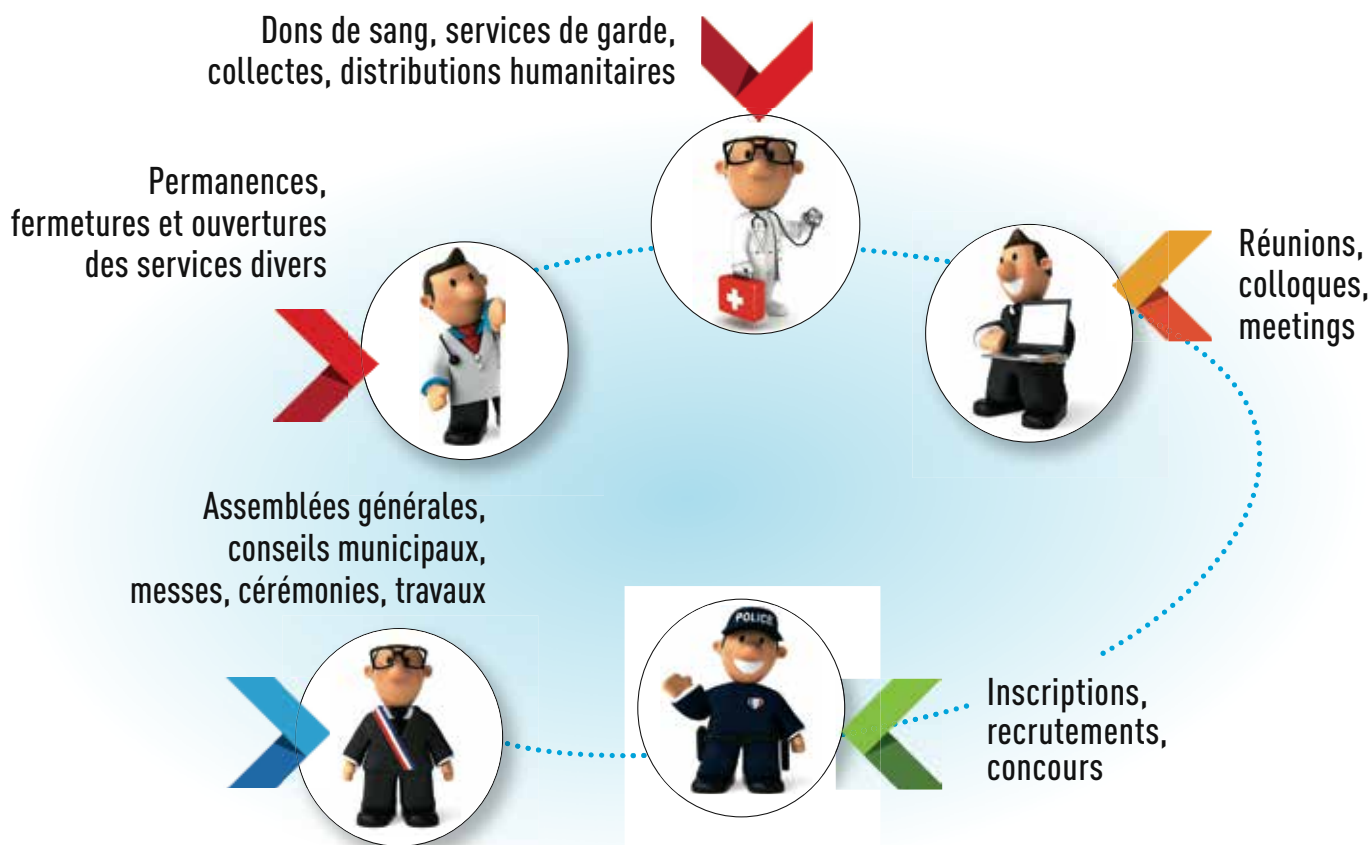 Dons de sang, services de garde,
collectes, distributions humanitaires
Permanences,
fermetures et ouvertures
des services divers
Réunions,
colloques,
meetings
Assemblées générales,
conseils municipaux,
messes, cérémonies, travaux
POLICE
Inscriptions,
recrutements,
concours